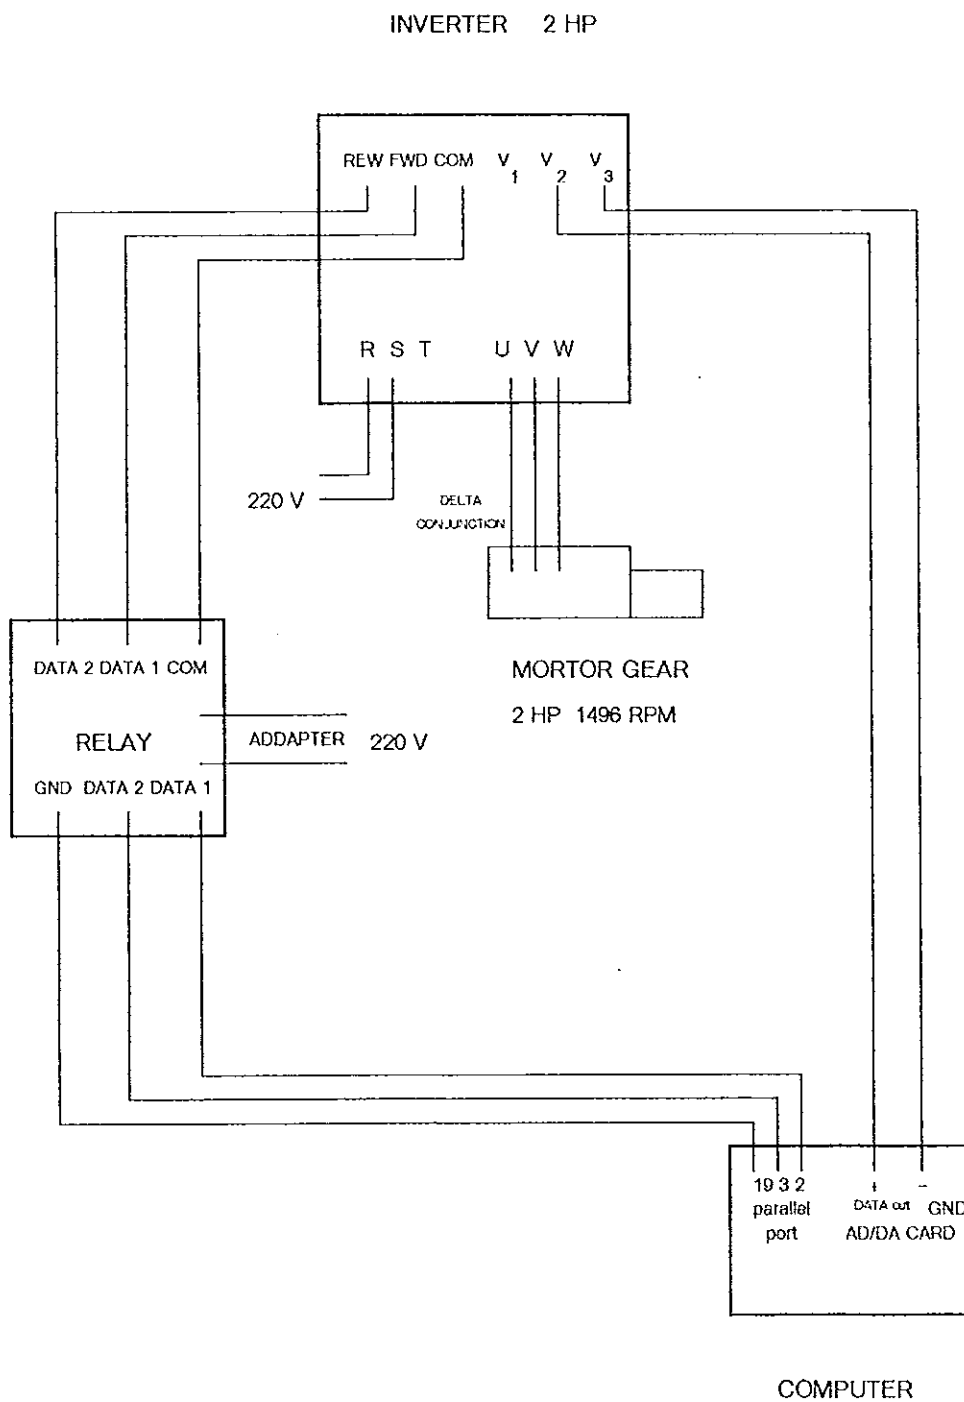 INVERTER 2 HP
REW FWD COM V1 V2 V3
R S T U V W
220 V
DELTA
CONJUNCTION
DATA 2 DATA 1 COM
MORTOR GEAR
2 HP 1496 RPM
RELAY
ADDAPTER 220 V
GND DATA 2 DATA 1
19 3 2 + -
parallel DATA out GND
port AD/DA CARD
COMPUTER